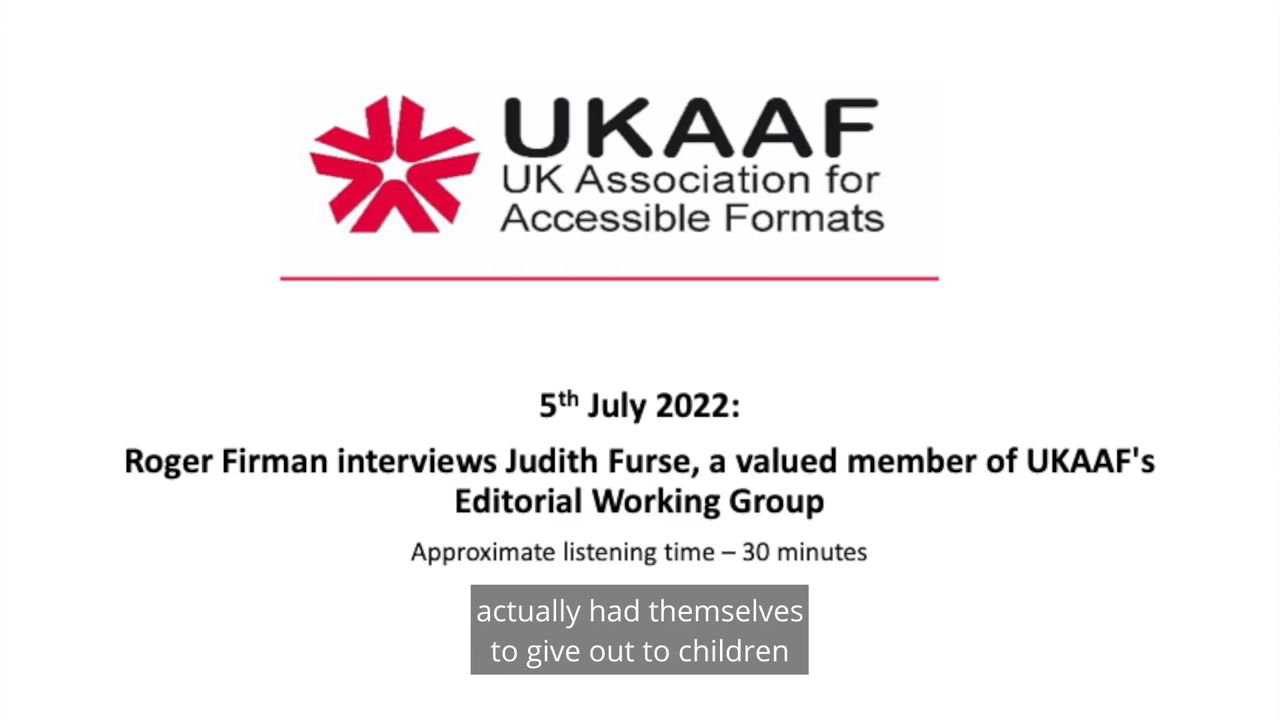 UKAAF
UK Association for
Accessible Formats
5th July 2022:
Roger Firman interviews Judith Furse, a valued member of UKAAF's
Editorial Working Group
Approximate listening time – 30 minutes
actually had themselves
to give out to children